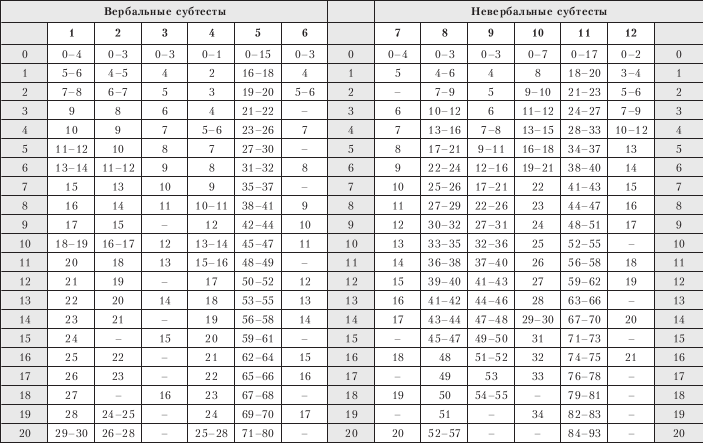 Вербальные субтесты Невербальные субтесты
1 2 3 4 5 6 7 8 9 10 11 12
0 0–4 0–3 0–3 0–1 0–15 0–3 0 0–4 0–3 0–3 0–7 0–17 0–2 0
1 5–6 4–5 4 2 16–18 4 1 5 4–6 4 8 18–20 3–4 1
2 7–8 6–7 5 3 19–20 5–6 2 – 7–9 5 9–10 21–23 5–6 2
3 9 8 6 4 21–22 – 3 6 10–12 6 11–12 24–27 7–9 3
4 10 9 7 5–6 23–26 7 4 7 13–16 7–8 13–15 28–33 10–12 4
5 11–12 10 8 7 27–30 – 5 8 17–21 9–11 16–18 34–37 13 5
6 13–14 11–12 9 8 31–32 8 6 9 22–24 12–16 19–21 38–40 14 6
7 15 13 10 9 35–37 – 7 10 25–26 17–21 22 41–43 15 7
8 16 14 11 10–11 38–41 9 8 11 27–29 22–26 23 44–47 16 8
9 17 15 – 12 42–44 10 9 12 30–32 27–31 24 48–51 17 9
10 18–19 16–17 12 13–14 45–47 11 10 13 33–35 32–36 25 52–55 – 10
11 20 18 13 15–16 48–49 – 11 14 36–38 37–40 26 56–58 18 11
12 21 19 – 17 50–52 12 12 15 39–40 41–43 27 59–62 19 12
13 22 20 14 18 53–55 13 13 16 41–42 44–46 28 63–66 – 13
14 23 21 – 19 56–58 14 14 17 43–44 47–48 29–30 67–70 20 14
15 24 – 15 20 59–61 – 15 – 45–47 49–50 31 71–73 – 15
16 25 22 – 21 62–64 15 16 18 48 51–52 32 74–75 21 16
17 26 23 – 22 65–66 16 17 – 49 53 33 76–78 – 17
18 27 – 16 23 67–68 – 18 19 50 54–55 – 79–81 – 18
19 28 24–25 – 24 69–70 17 19 – 51 – 34 82–83 – 19
20 29–30 26–28 – 25–28 71–80 – 20 20 52–57 – – 84–93 – 20